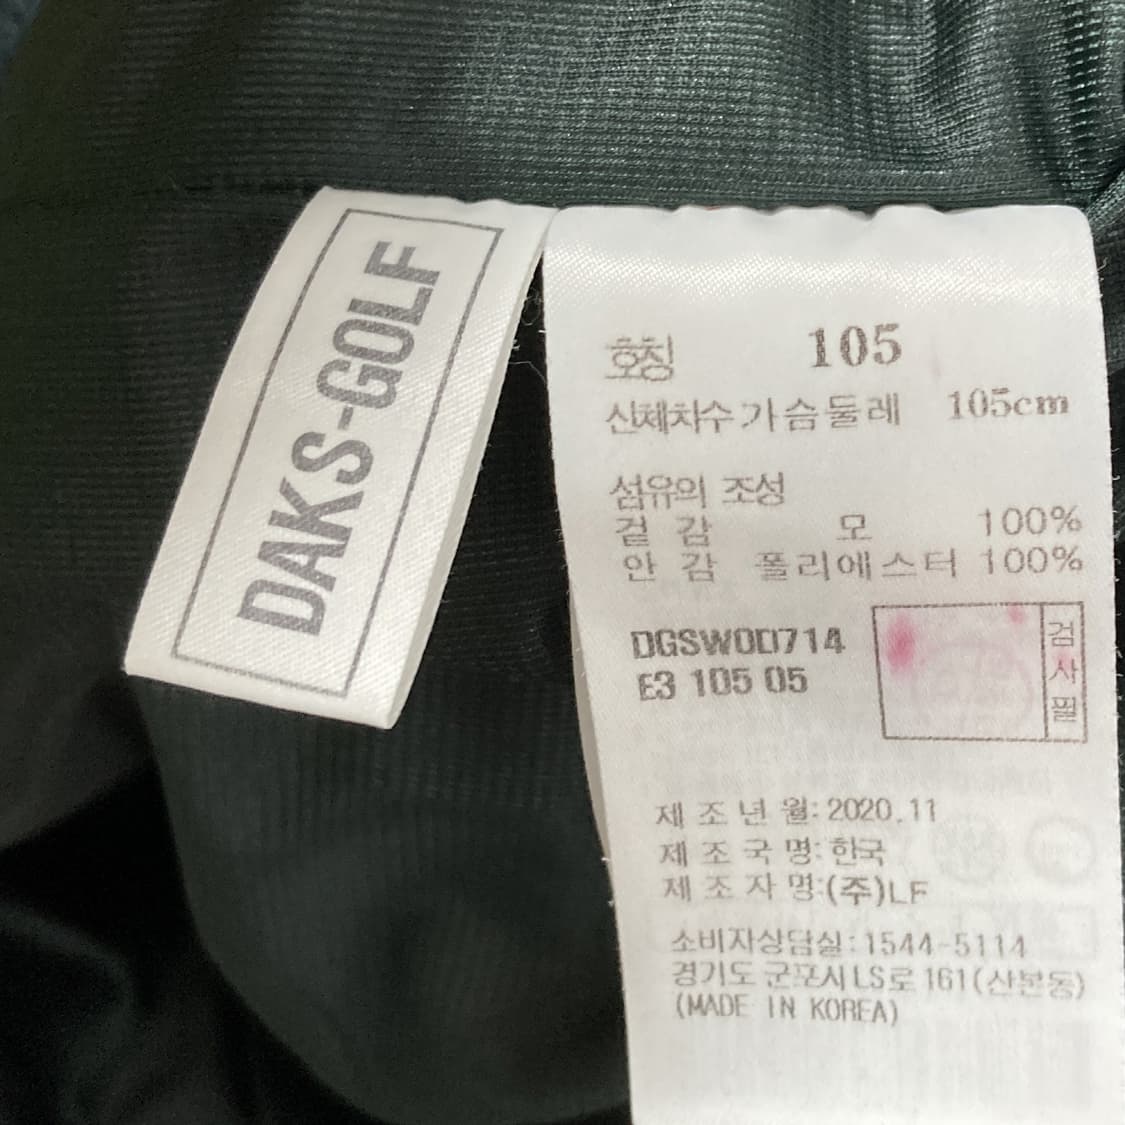 DAKS-GOLF
호칭 105
신체치수 가슴둘레 105cm
섬유의 조성
겉감 모 100%
안감 폴리에스터 100%
DGSW0D714
E3 105 05
검사필
제조년월: 2020.11
제조국명: 한국
제조자명:(주)LF
소비자상담실: 1544-5114
경기도 군포시 LS로 161(산본동)
(MADE IN KOREA)